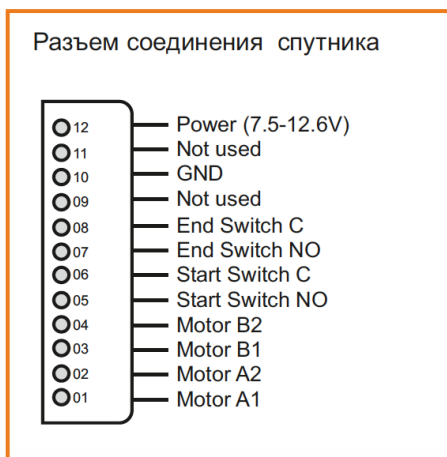 Разъем соединения спутника
12 Power (7.5-12.6V)
11 Not used
10 GND
09 Not used
08 End Switch C
07 End Switch NO
06 Start Switch C
05 Start Switch NO
04 Motor B2
03 Motor B1
02 Motor A2
01 Motor A1